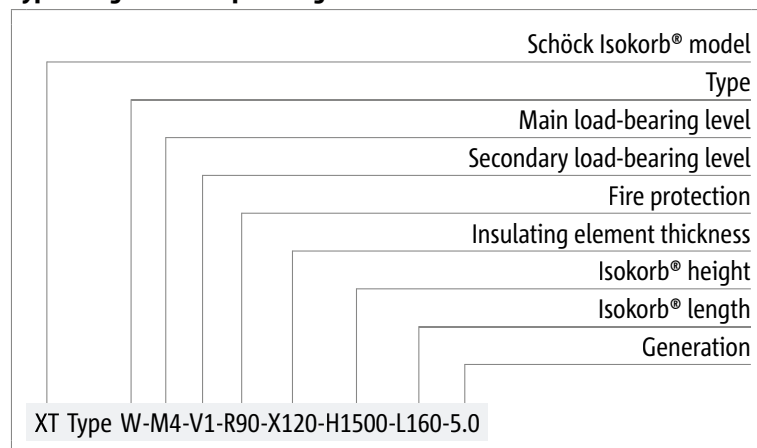 Schöck Isokorb® model
Type
Main load-bearing level
Secondary load-bearing level
Fire protection
Insulating element thickness
Isokorb® height
Isokorb® length
Generation
XT Type W-M4-V1-R90-X120-H1500-L160-5.0